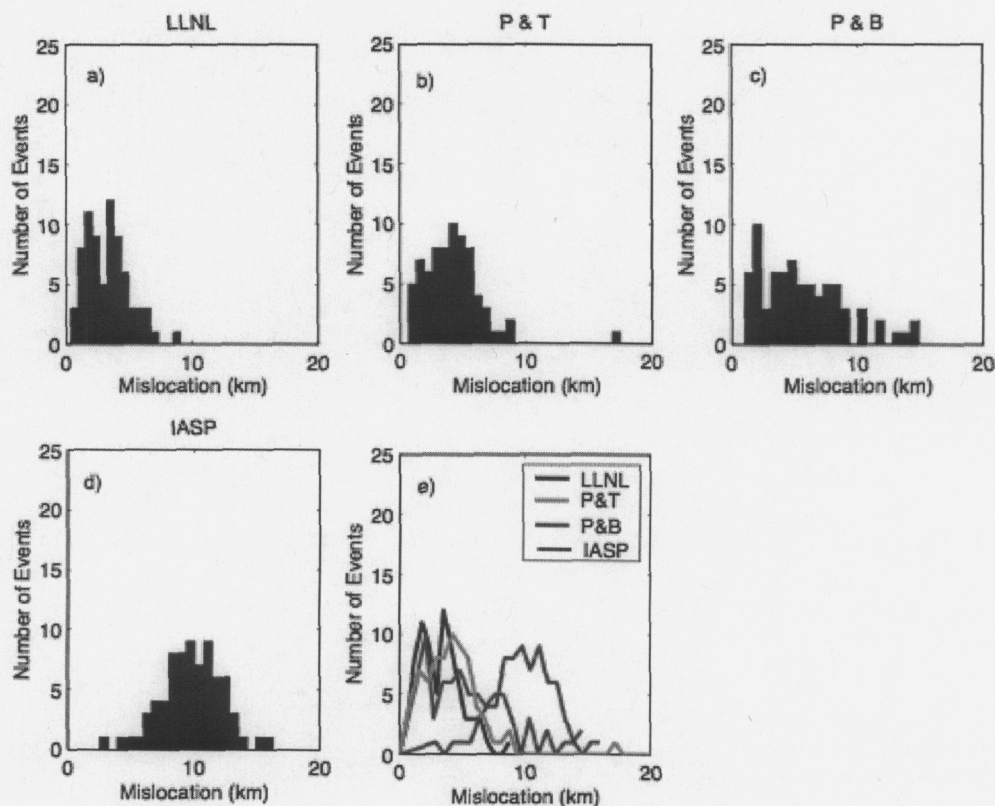 LLNL
25
20
15
10
5
0
Number of Events
a)
0 10 20
Mislocation (km)
P & T
25
20
15
10
5
0
Number of Events
b)
0 10 20
Mislocation (km)
P & B
25
20
15
10
5
0
Number of Events
c)
0 10 20
Mislocation (km)
IASP
25
20
15
10
5
0
Number of Events
d)
0 10 20
Mislocation (km)
25
20
15
10
5
0
Number of Events
e)
LLNL
P&T
P&B
IASP
0 10 20
Mislocation (km)